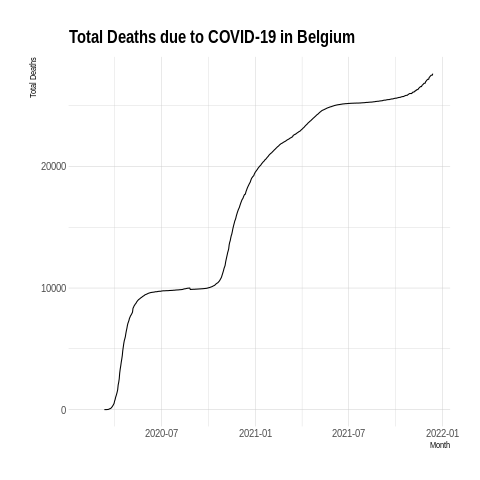 Total Deaths due to COVID-19 in Belgium
Total Deaths
20000
10000
0
2020-07
2021-01
2021-07
2022-01
Month